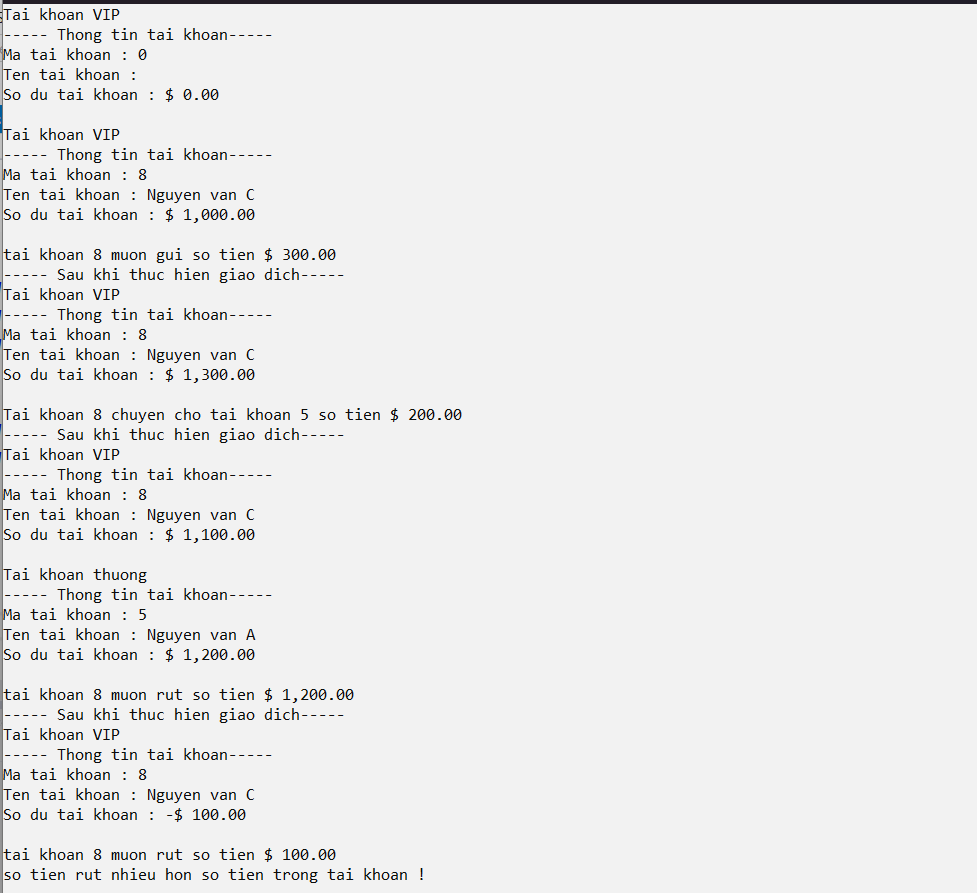 Tai khoan VIP
----- Thong tin tai khoan-----
Ma tai khoan : 0
Ten tai khoan :
So du tai khoan : $ 0.00

Tai khoan VIP
----- Thong tin tai khoan-----
Ma tai khoan : 8
Ten tai khoan : Nguyen van C
So du tai khoan : $ 1,000.00

tai khoan 8 muon gui so tien $ 300.00
----- Sau khi thuc hien giao dich-----
Tai khoan VIP
----- Thong tin tai khoan-----
Ma tai khoan : 8
Ten tai khoan : Nguyen van C
So du tai khoan : $ 1,300.00

Tai khoan 8 chuyen cho tai khoan 5 so tien $ 200.00
----- Sau khi thuc hien giao dich-----
Tai khoan VIP
----- Thong tin tai khoan-----
Ma tai khoan : 8
Ten tai khoan : Nguyen van C
So du tai khoan : $ 1,100.00

Tai khoan thuong
----- Thong tin tai khoan-----
Ma tai khoan : 5
Ten tai khoan : Nguyen van A
So du tai khoan : $ 1,200.00

tai khoan 8 muon rut so tien $ 1,200.00
----- Sau khi thuc hien giao dich-----
Tai khoan VIP
----- Thong tin tai khoan-----
Ma tai khoan : 8
Ten tai khoan : Nguyen van C
So du tai khoan : -$ 100.00

tai khoan 8 muon rut so tien $ 100.00
so tien rut nhieu hon so tien trong tai khoan !